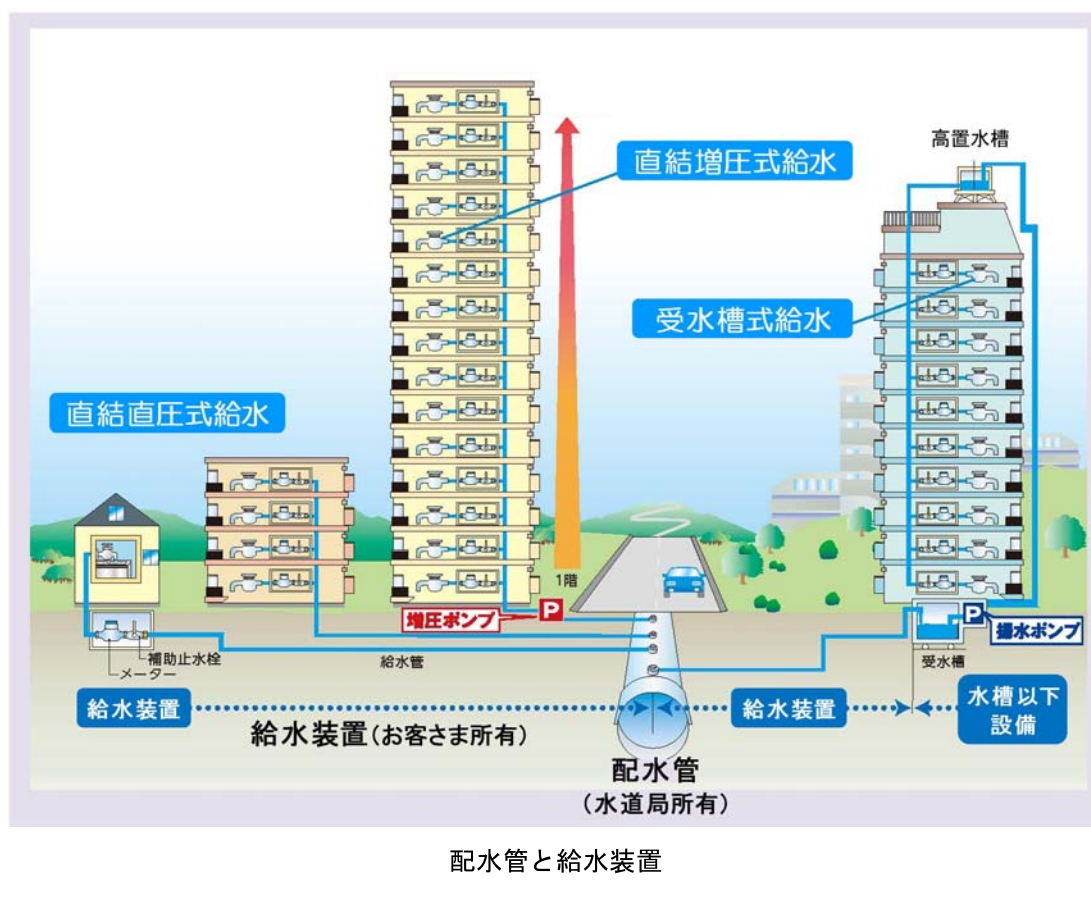 高置水槽
直結増圧式給水
受水槽式給水
直結直圧式給水
1階
増圧ポンプ
P
P
揚水ポンプ
補助止水栓
メーター
給水管
受水槽
給水装置
給水装置
水槽以下
設備
給水装置(お客さま所有)
配水管
(水道局所有)
配水管と給水装置